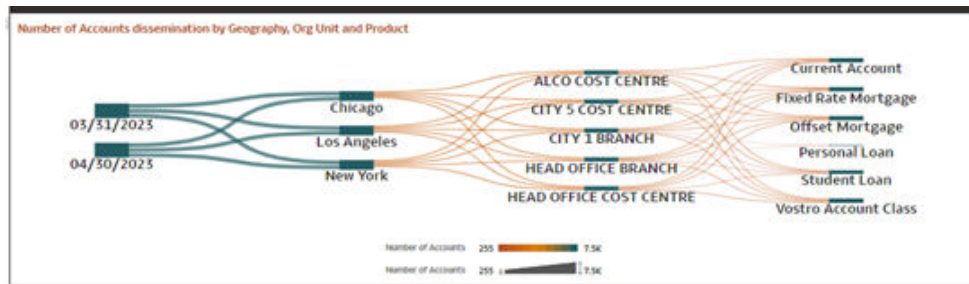 Number of Accounts dissemination by Geography, Org Unit and Product
03/31/2023
04/30/2023
Chicago
Los Angeles
New York
ALCO COST CENTRE
CITY 5 COST CENTRE
CITY 1 BRANCH
HEAD OFFICE BRANCH
HEAD OFFICE COST CENTRE
Current Account
Fixed Rate Mortgage
Offset Mortgage
Personal Loan
Student Loan
Vostro Account Class
Number of Accounts 255 7.5K
Number of Accounts 255 7.5K